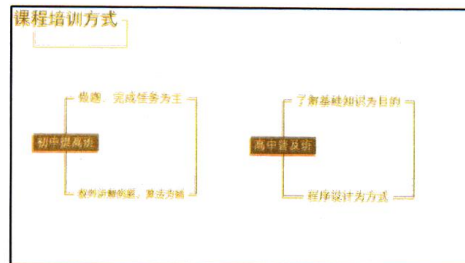 课程培训方式
做题、完成任务为主
了解基础知识为目的
初中提高班
高中普及班
程序设计为方式